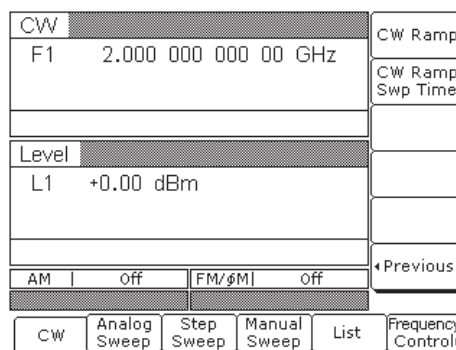 CW
F1 2.000 000 000 00 GHz
Level
L1 +0.00 dBm
AM Off FM/ϕM Off
CW Ramp
CW Ramp
Swp Time
Previous
CW
Analog
Sweep
Step
Sweep
Manual
Sweep
List
Frequency
Control